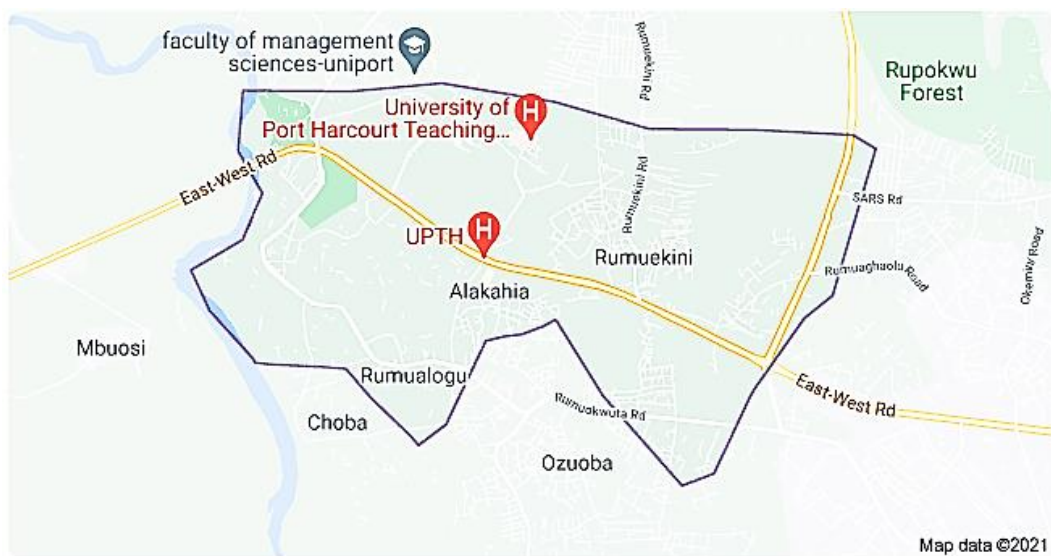 faculty of management
sciences-uniport
University of
Port Harcourt Teaching...
Rumuekini Rd
Rupokwu
Forest
East-West Rd
Rumuekini Rd
SARS Rd
UPTH
Rumuekini
Rumuaghaolu Road
Okemini Road
Alakahia
Mbuosi
Rumualogu
East-West Rd
Choba
Rumuokwuta Rd
Ozuoba
Map data ©2021